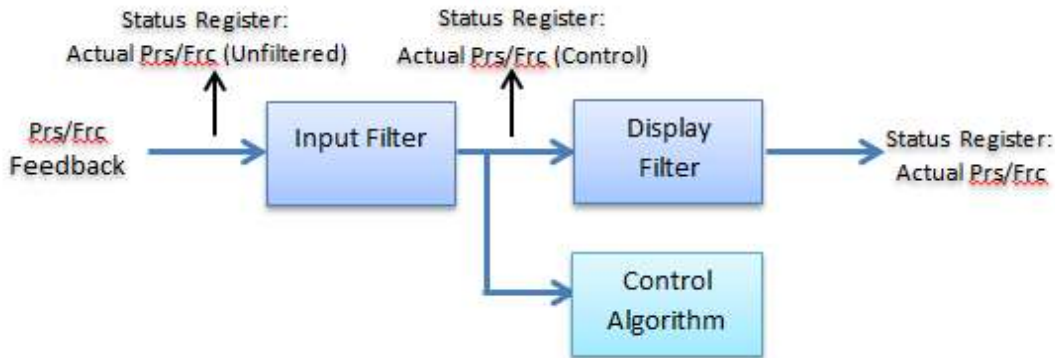 Status Register:
Actual Prs/Frc (Unfiltered)
Status Register:
Actual Prs/Frc (Control)
Prs/Frc
Feedback
Input Filter
Display
Filter
Status Register:
Actual Prs/Frc
Control
Algorithm